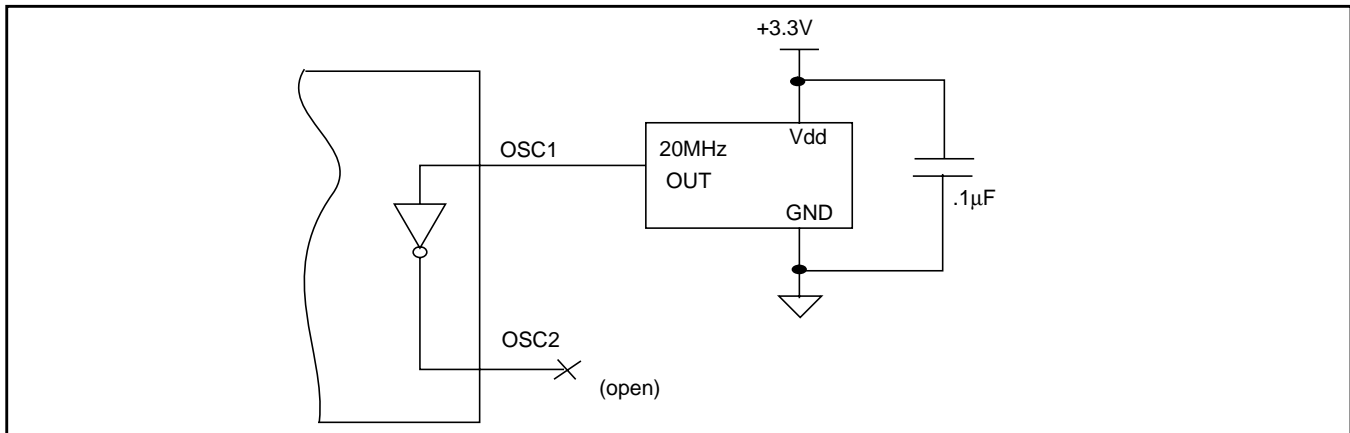 +3.3V
OSC1
20MHz
Vdd
OUT
.1μF
GND
OSC2
(open)